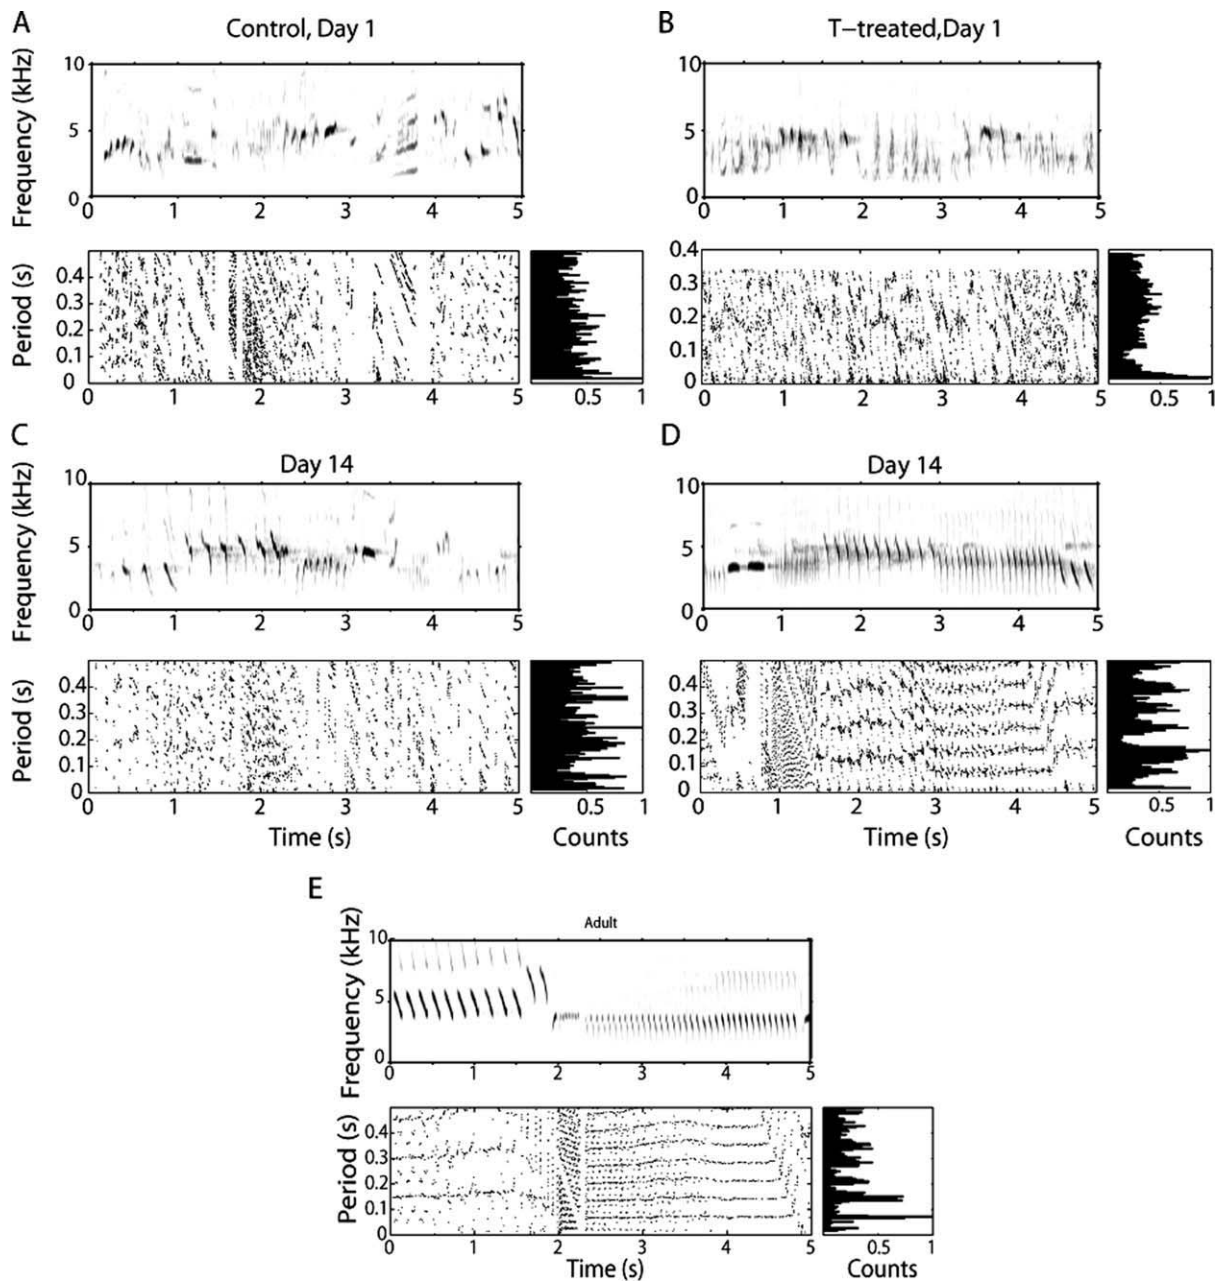 A
Control, Day 1
Frequency (kHz)
10
5
0
0 1 2 3 4 5
Period (s)
0.4
0.3
0.2
0.1
0
0 1 2 3 4 5
0.5 1
B
T-treated,Day 1
10
5
0
0 1 2 3 4 5
0.4
0.3
0.2
0.1
0
1 2 3 4 5
0.5 1
C
Day 14
Frequency (kHz)
10
5
0
0 1 2 3 4 5
Period (s)
0.4
0.3
0.2
0.1
0
0 1 2 3 4 5
0.5 1
Time (s)
Counts
D
Day 14
10
5
0
0 1 2 3 4 5
0.4
0.3
0.2
0.1
0
0 1 2 3 4 5
0.5 1
Time (s)
Counts
E
Adult
Frequency (kHz)
10
5
0
0 1 2 3 4 5
Period (s)
0.4
0.3
0.2
0.1
0
0 1 2 3 4 5
0.5 1
Time (s)
Counts